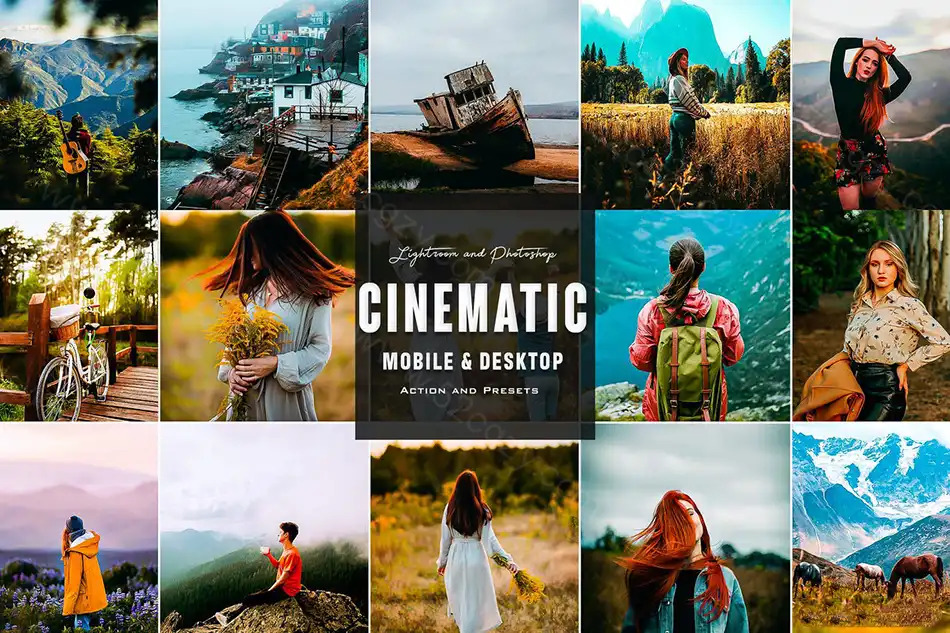 Lightroom and Photoshop
CINEMATIC
MOBILE & DESKTOP
ACTION AND PRESETS